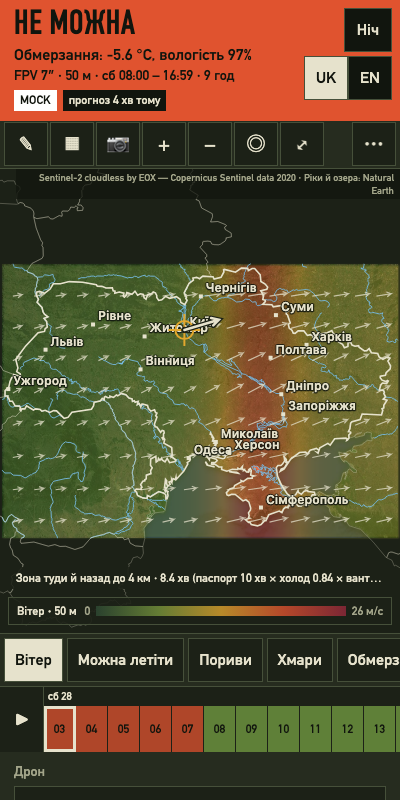 НЕ МОЖНА
Ніч
Обмерзання: -5.6 °C, вологість 97%
FPV 7″ · 50 м · сб 08:00 – 16:59 · 9 год
UK EN
МОСК прогноз 4 хв тому
Sentinel-2 cloudless by EOX — Copernicus Sentinel data 2020 · Ріки й озера: Natural
Earth
Чернігів
Суми
Рівне
Харків
Львів
Полтава
Вінниця
Ужгород
Дніпро
Запоріжжя
Миколаїв
Херсон
Одеса
Сімферополь
Зона туди й назад до 4 км · 8.4 хв (паспорт 10 хв × холод 0.84 × вант…
Вітер · 50 м 0 26 м/с
Вітер Можна летіти Пориви Хмари Обмерз
сб 28
03 04 05 06 07 08 09 10 11 12 13
Дрон